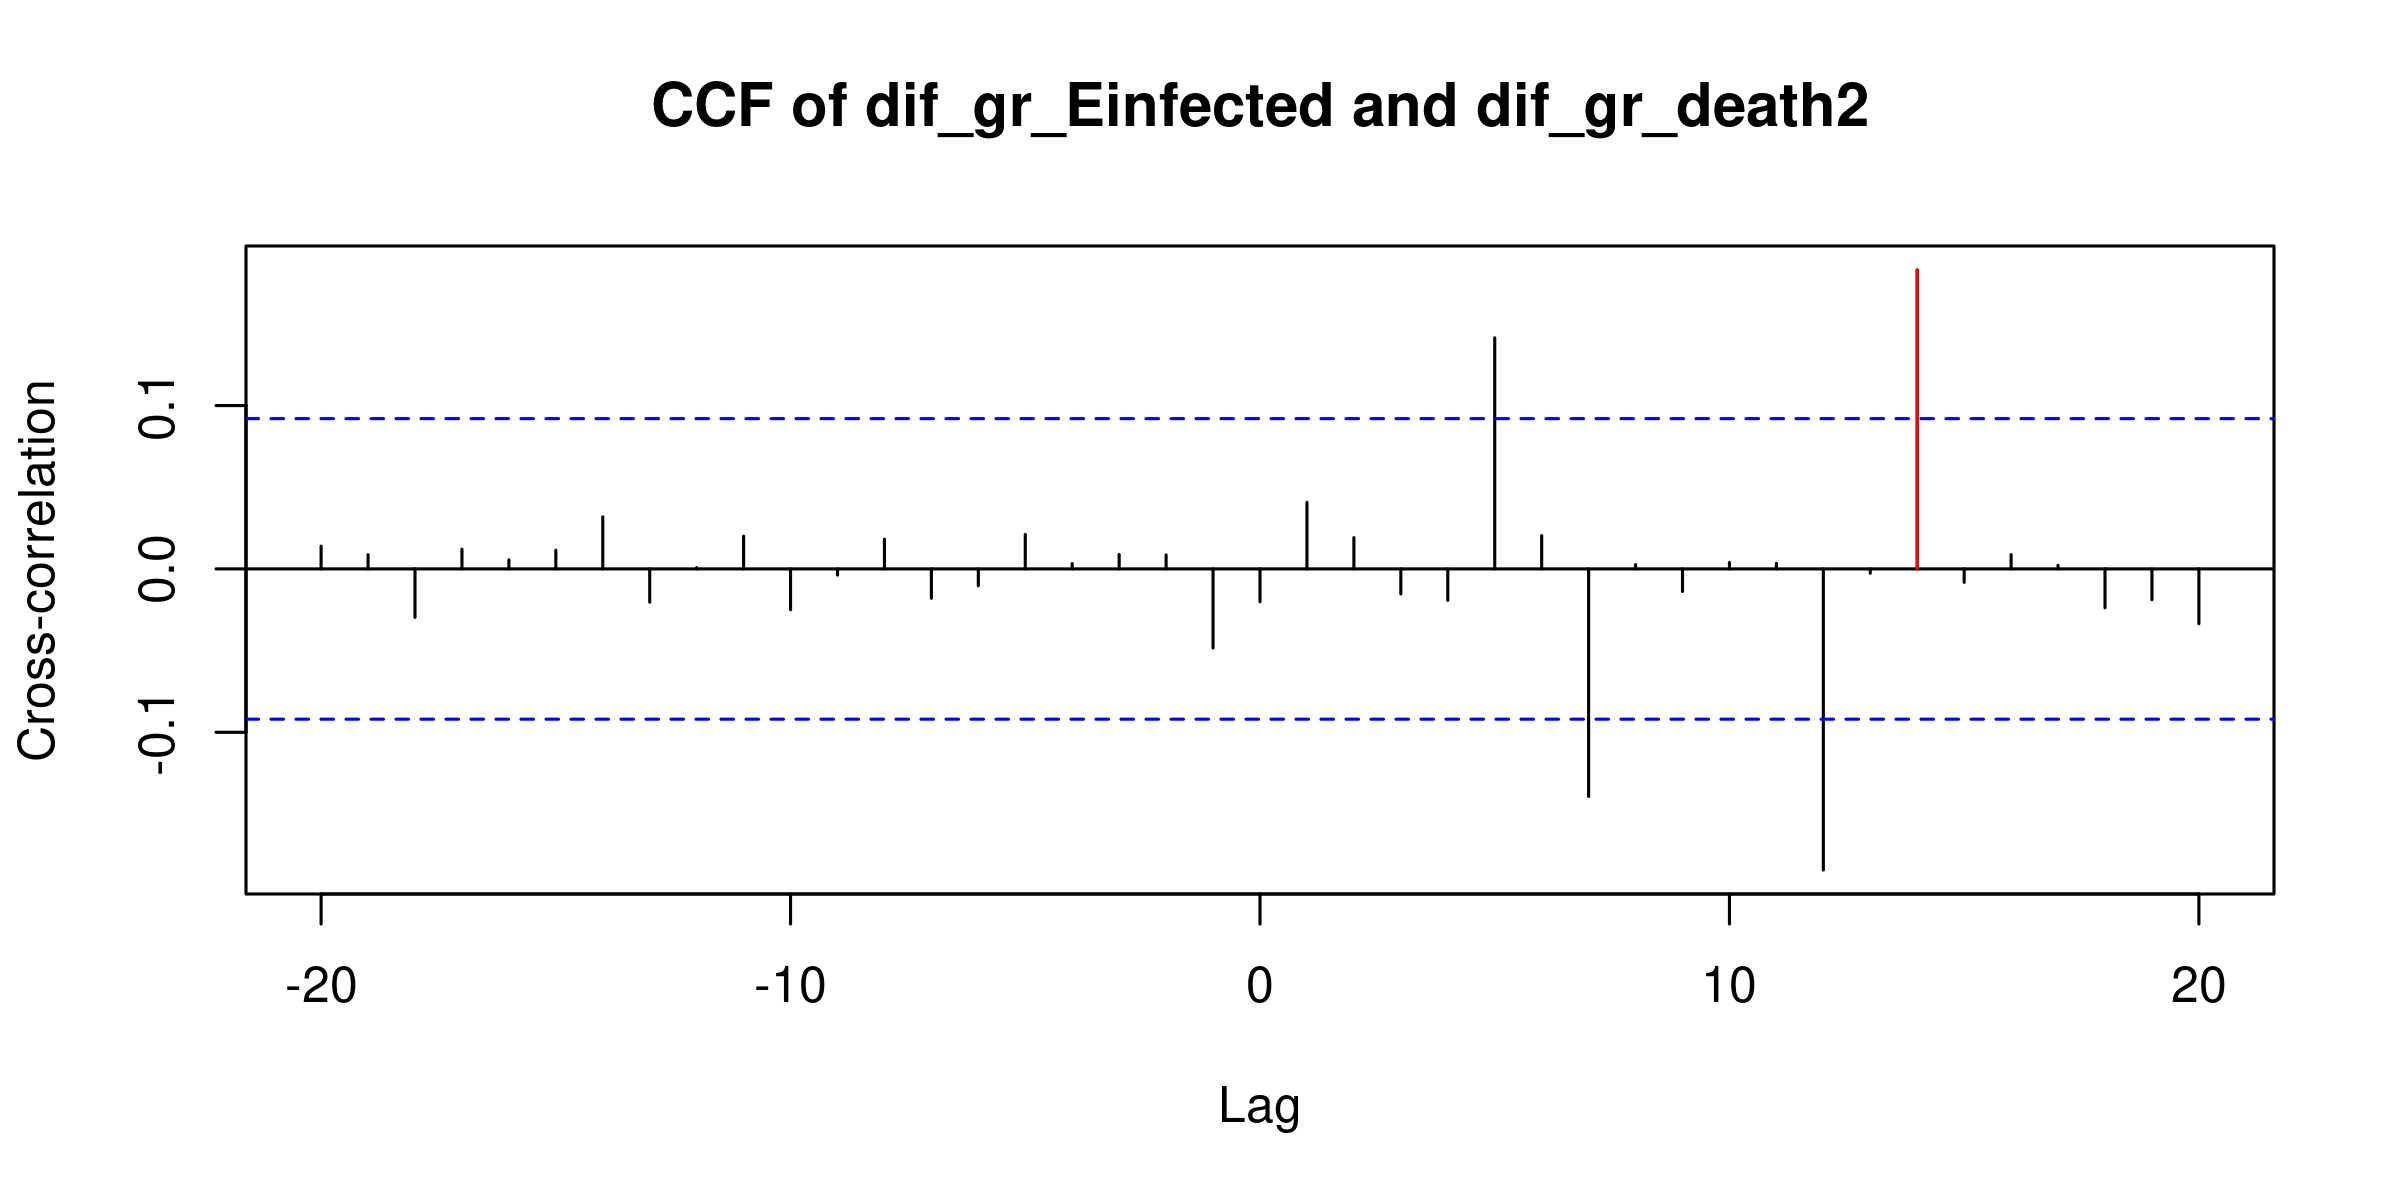 CCF of dif_gr_Einfected and dif_gr_death2
Cross-correlation
0.1
0.0
-0.1
-20 -10 0 10 20
Lag